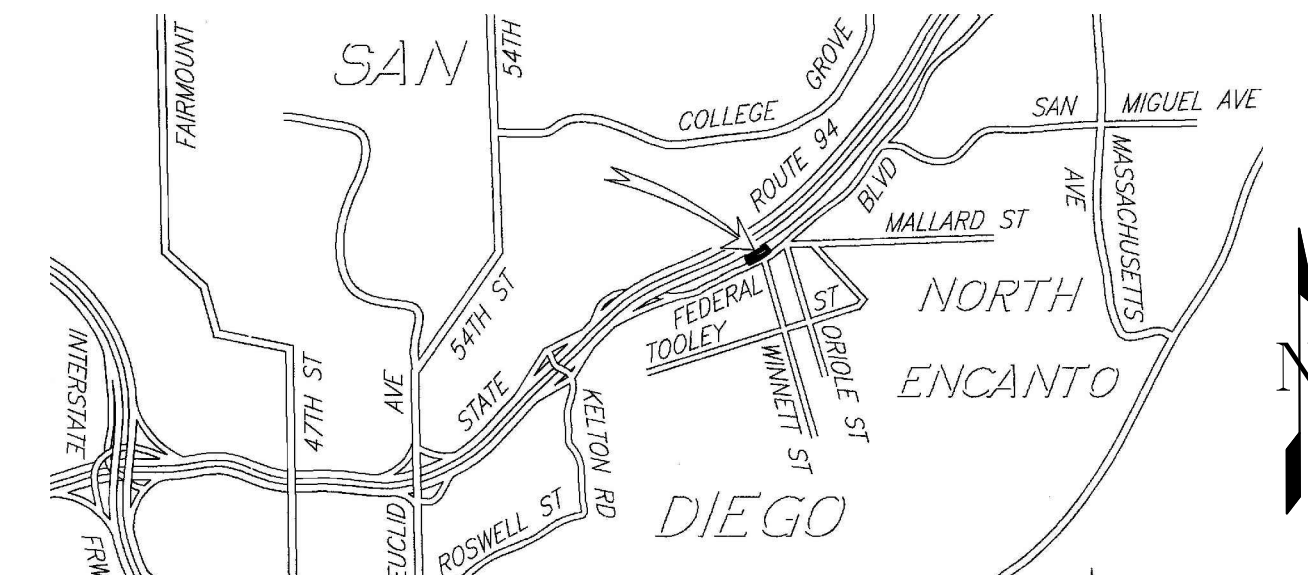 FAIRMOUNT
SAN
54TH
COLLEGE GROVE
ROUTE 94
SAN MIGUEL AVE
BLVD
MASSACHUSETTS
AVE
MALLARD ST
NORTH
ENCANTO
FEDERAL
TOOLEY ST
ORIOLE ST
WINNETT ST
54TH ST
INTERSTATE
47TH ST
AVE
STATE
KELTON RD
DIEGO
EUCLID
ROSWELL ST
FRW
N